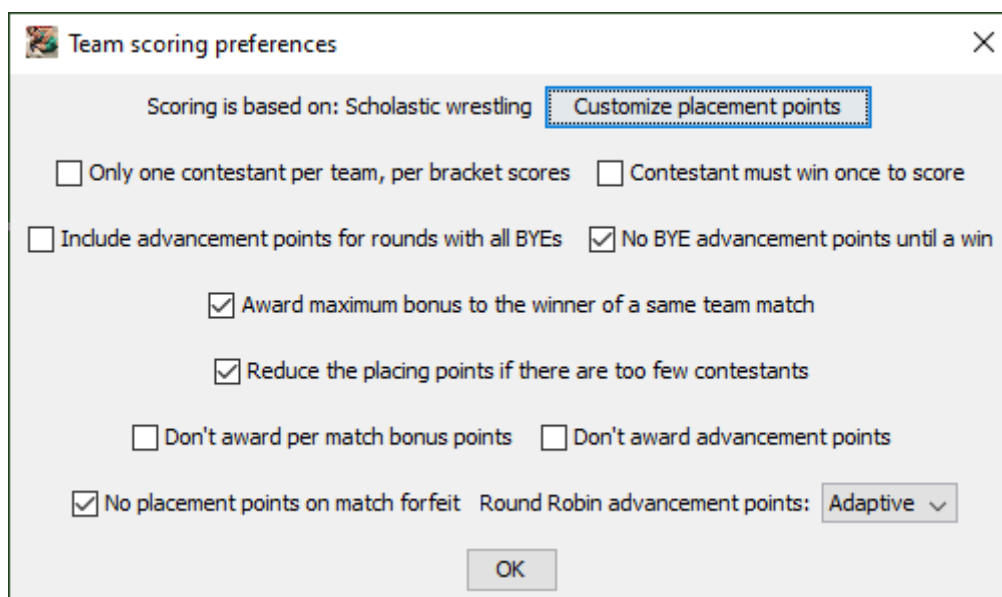 Team scoring preferences
Scoring is based on: Scholastic wrestling Customize placement points
Only one contestant per team, per bracket scores Contestant must win once to score
Include advancement points for rounds with all BYEs No BYE advancement points until a win
Award maximum bonus to the winner of a same team match
Reduce the placing points if there are too few contestants
Don't award per match bonus points Don't award advancement points
No placement points on match forfeit Round Robin advancement points: Adaptive
OK